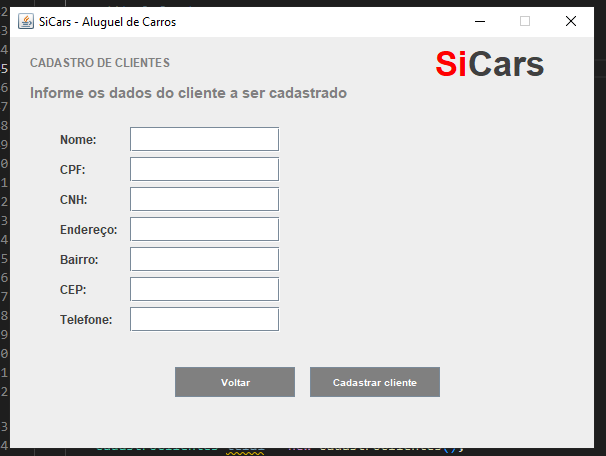 SiCars - Aluguel de Carros
CADASTRO DE CLIENTES
SiCars
Informe os dados do cliente a ser cadastrado
Nome:
CPF:
CNH:
Endereço:
Bairro:
CEP:
Telefone:
Voltar
Cadastrar cliente